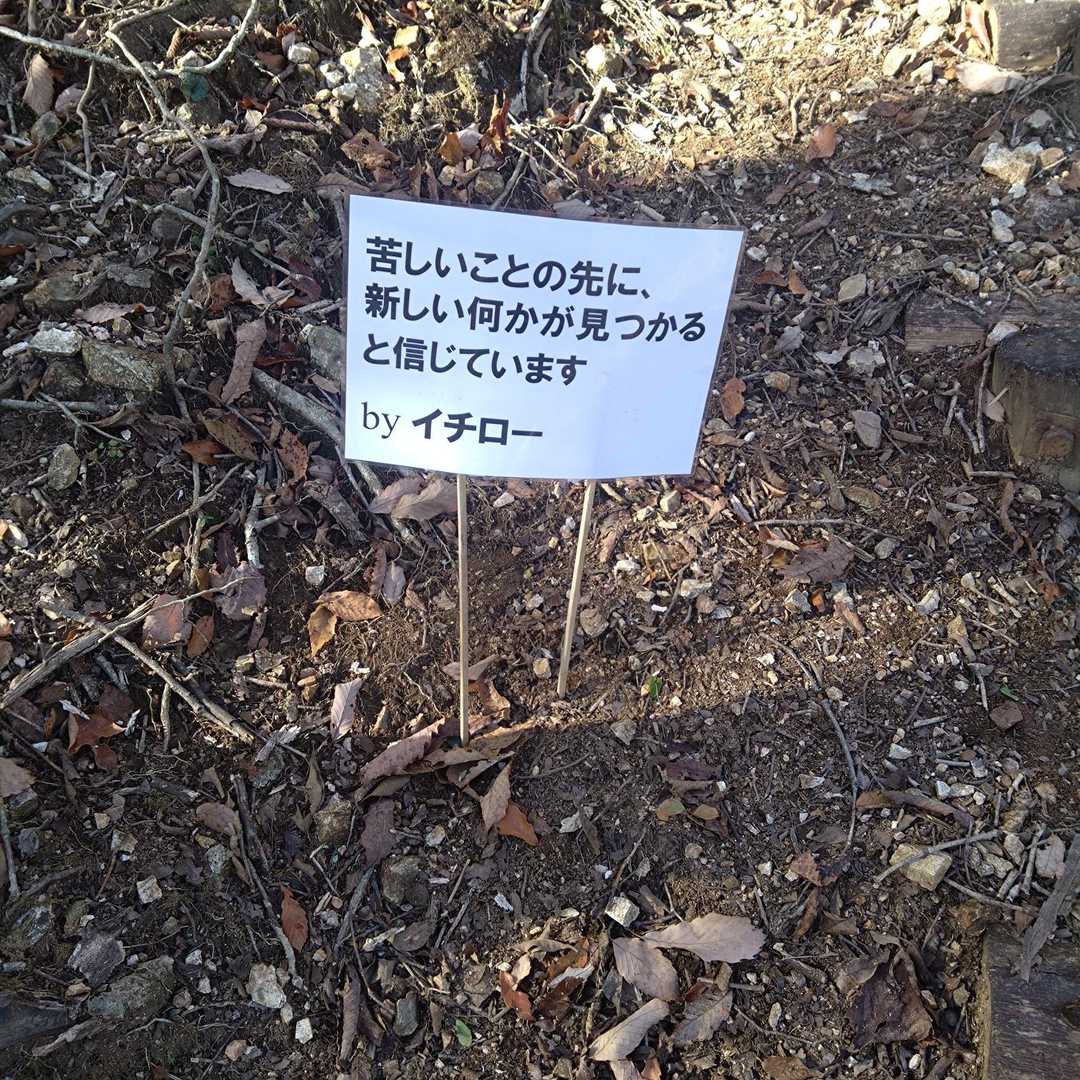 苦しいことの先に、
新しい何かが見つかる
と信じています
by イチロー